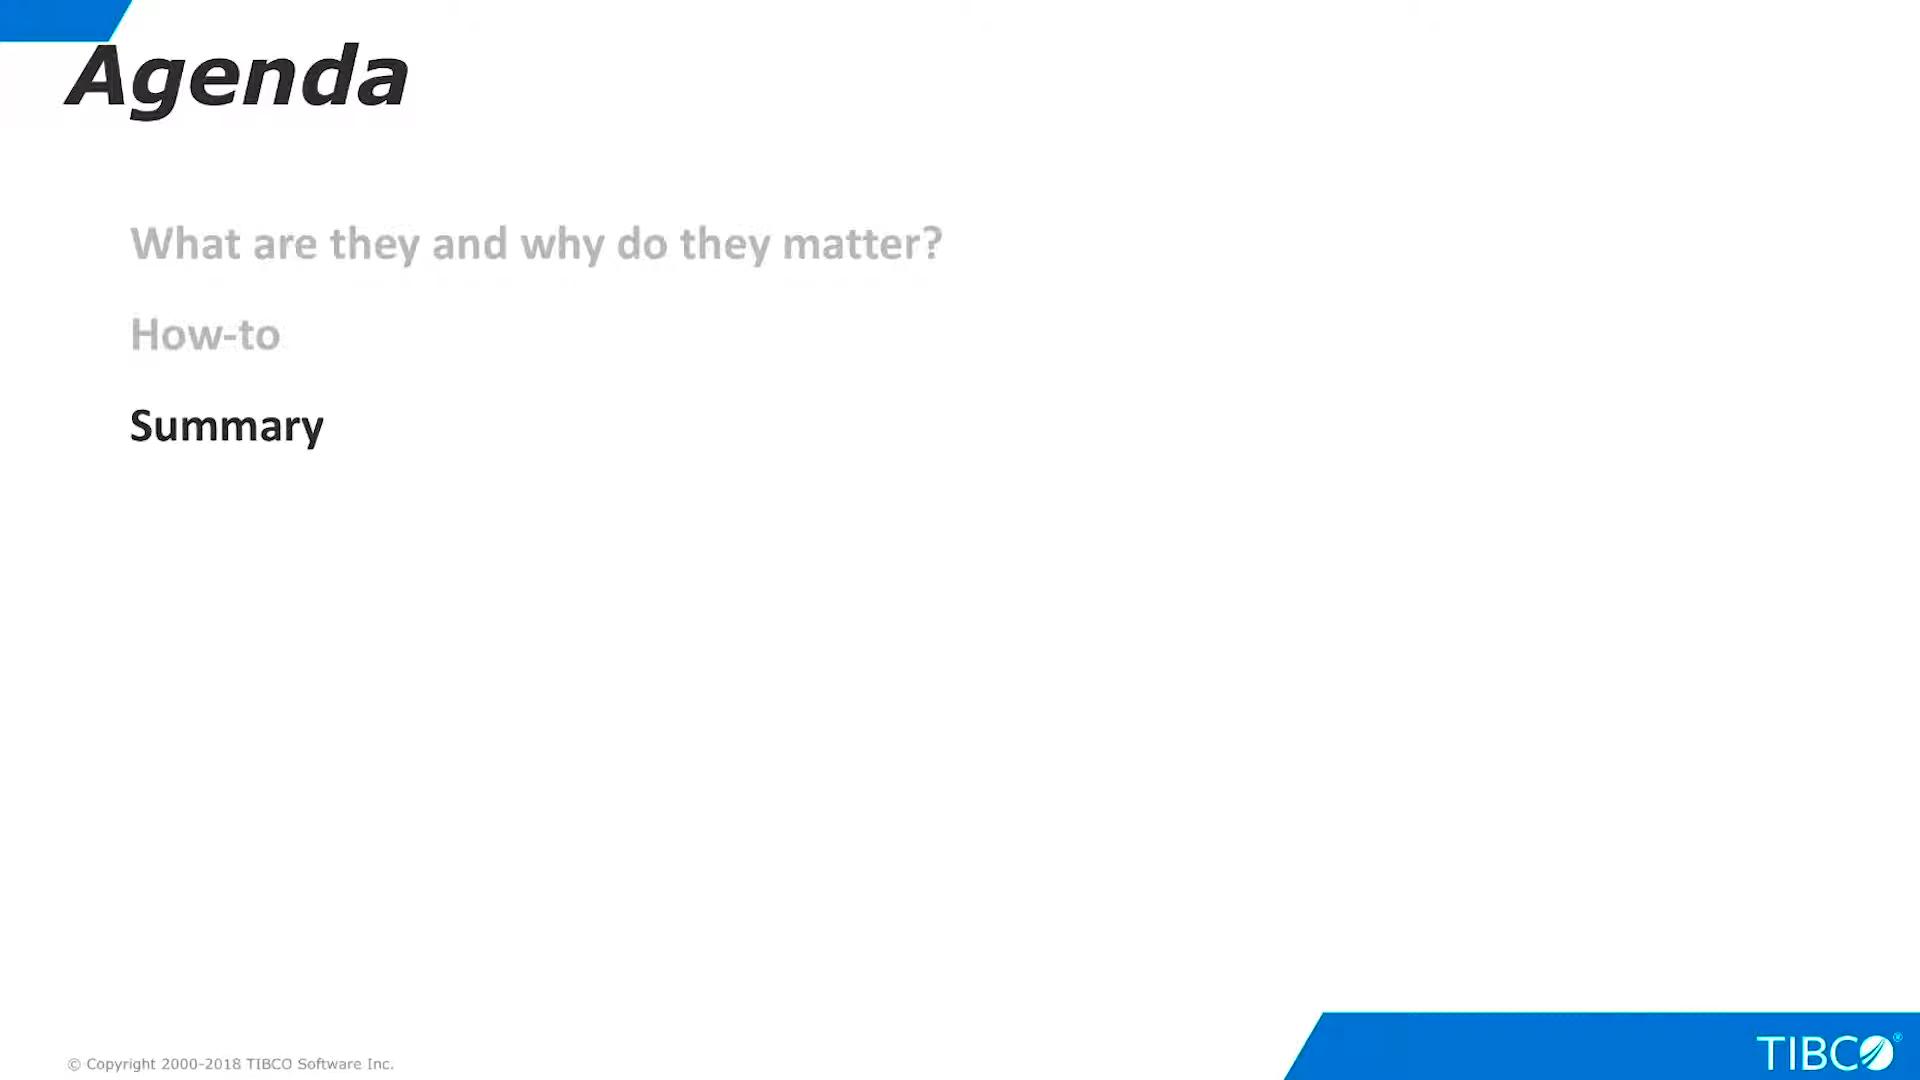 Agenda
What are they and why do they matter?
How-to
Summary
© Copyright 2000-2018 TIBCO Software Inc.
TIBCO®